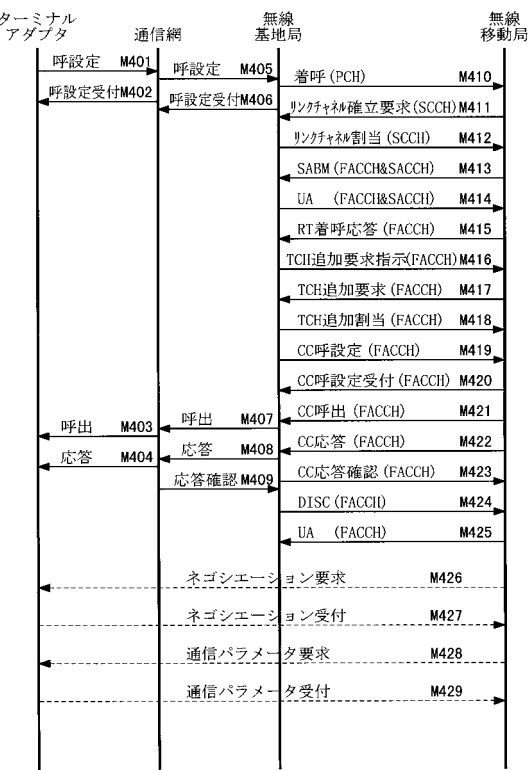 ターミナル
アダプタ
通信網
無線
基地局
無線
移動局
呼設定 M401
呼設定 M405
着呼(PCH) M410
呼設定受付M402
呼設定受付M406
リンクチャネル確立要求(SCCH)M411
リンクチャネル割当(SCCH) M412
SABM(FACCH&SACCH) M413
UA (FACCH&SACCH) M414
RT着呼応答(FACCH) M415
TCH追加要求指示(FACCH)M416
TCH追加要求(FACCH) M417
TCH追加割当(FACCH) M418
CC呼設定(FACCH) M419
CC呼設定受付(FACCH) M420
呼出 M403
呼出 M407
CC呼出(FACCH) M421
応答 M404
応答 M408
CC応答(FACCH) M422
応答確認M409
CC応答確認(FACCH) M423
DISC(FACCH) M424
UA (FACCH) M425
ネゴシエーション要求 M426
ネゴシエーション受付 M427
通信パラメータ要求 M428
通信パラメータ受付 M429